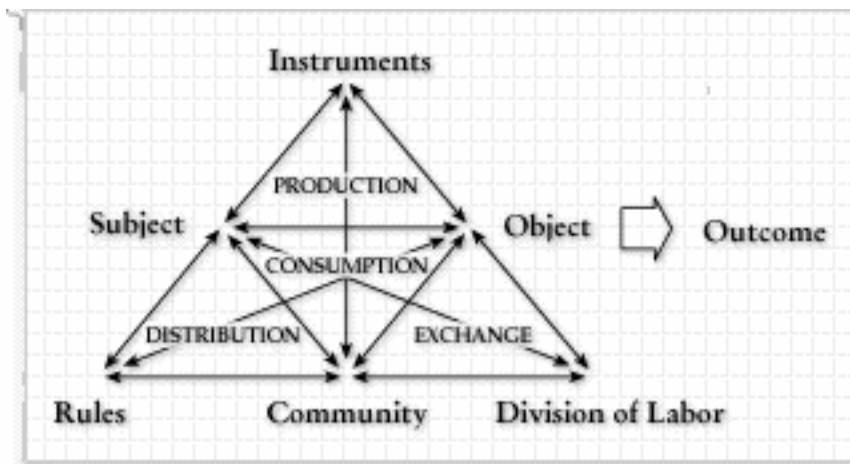 Instruments
PRODUCTION
Subject
Object
Outcome
CONSUMPTION
DISTRIBUTION
EXCHANGE
Rules
Community
Division of Labor